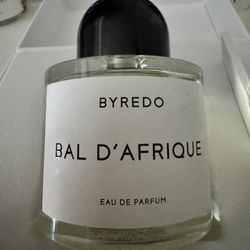 BYREDO
BAL D'AFRIQUE
EAU DE PARFUM